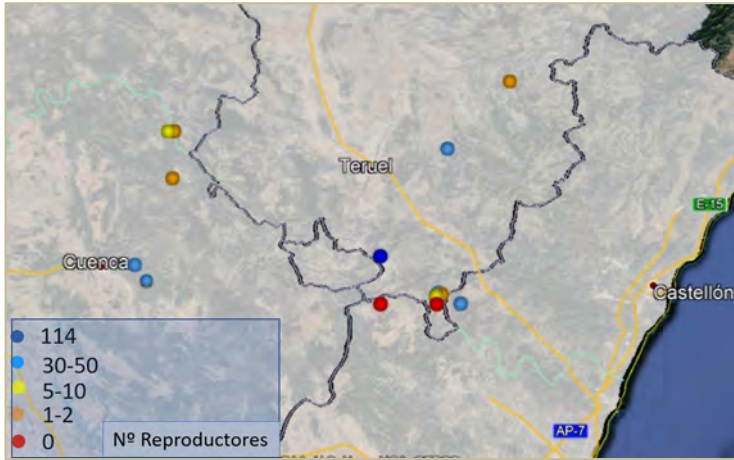 Teruel
E-15
Cuenca
Castellón
114
30-50
5-10
1-2
0
Nº Reproductores
AP-7